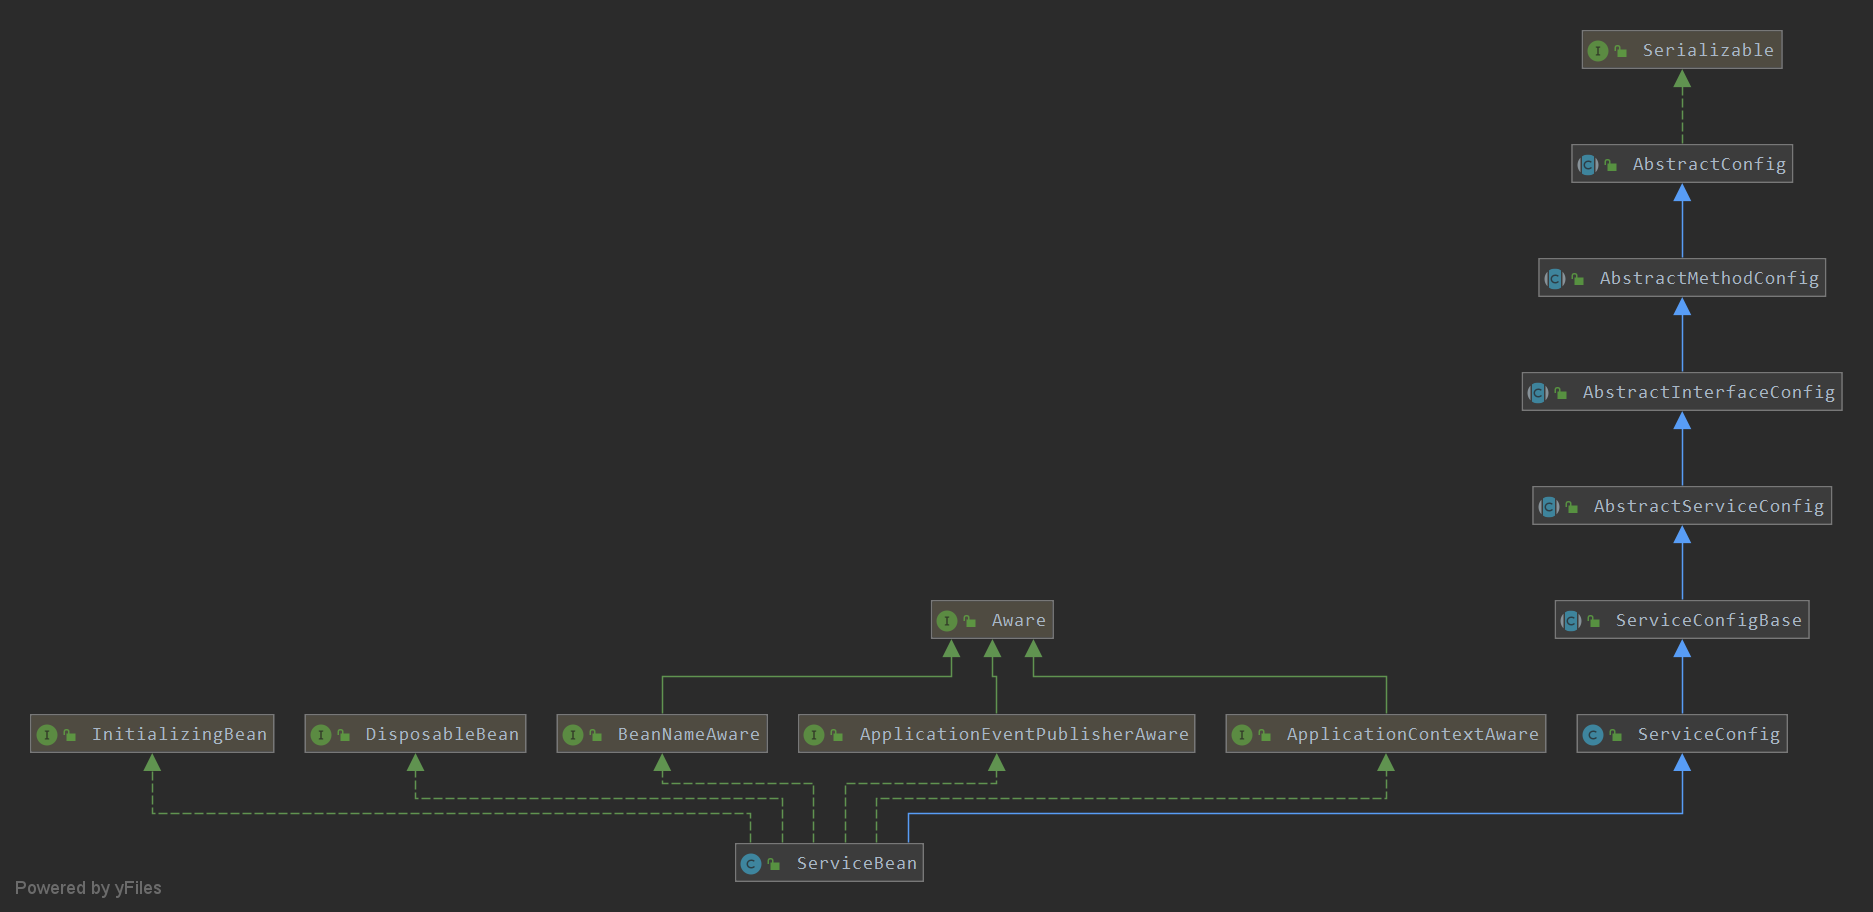 Serializable
AbstractConfig
AbstractMethodConfig
AbstractInterfaceConfig
AbstractServiceConfig
Aware
ServiceConfigBase
InitializingBean
DisposableBean
BeanNameAware
ApplicationEventPublisherAware
ApplicationContextAware
ServiceConfig
ServiceBean
Powered by yFiles